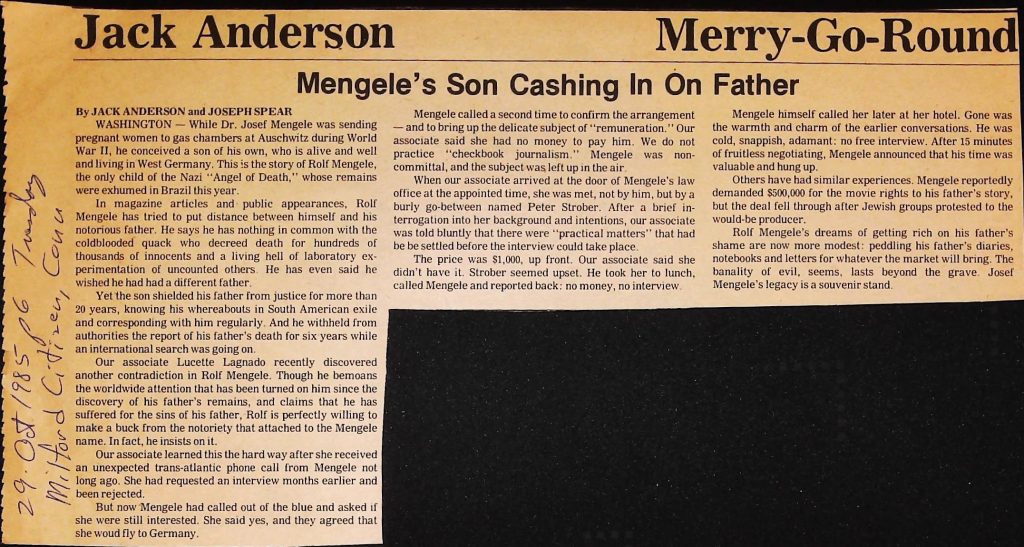 Jack Anderson
Merry-Go-Round
Mengele's Son Cashing In On Father
By JACK ANDERSON and JOSEPH SPEAR
WASHINGTON — While Dr. Josef Mengele was sending
pregnant women to gas chambers at Auschwitz during World
War II, he conceived a son of his own, who is alive and well
and living in West Germany. This is the story of Rolf Mengele,
the only child of the Nazi "Angel of Death," whose remains
were exhumed in Brazil this year.
In magazine articles and public appearances, Rolf
Mengele has tried to put distance between himself and his
notorious father. He says he has nothing in common with the
coldblooded quack who decreed death for hundreds of
thousands of innocents and a living hell of laboratory ex-
perimentation of uncounted others. He has even said he
wished he had had a different father.
Yet the son shielded his father from justice for more than
20 years, knowing his whereabouts in South American exile
and corresponding with him regularly. And he withheld from
authorities the report of his father's death for six years while
an international search was going on.
Our associate Lucette Lagnado recently discovered
another contradiction in Rolf Mengele. Though he bemoans
the worldwide attention that has been turned on him since the
discovery of his father's remains, and claims that he has
suffered for the sins of his father, Rolf is perfectly willing to
make a buck from the notoriety that attached to the Mengele
name. In fact, he insists on it.
Our associate learned this the hard way after she received
an unexpected trans-atlantic phone call from Mengele not
long ago. She had requested an interview months earlier and
been rejected.
But now Mengele had called out of the blue and asked if
she were still interested. She said yes, and they agreed that
she woud fly to Germany.
Mengele called a second time to confirm the arrangement
— and to bring up the delicate subject of "remuneration." Our
associate said she had no money to pay him. We do not
practice "checkbook journalism." Mengele was non-
committal, and the subject was left up in the air.
When our associate arrived at the door of Mengele's law
office at the appointed time, she was met, not by him, but by a
burly go-between named Peter Strober. After a brief in-
terrogation into her background and intentions, our associate
was told bluntly that there were "practical matters" that had
be be settled before the interview could take place.
The price was $1,000, up front. Our associate said she
didn't have it. Strober seemed upset. He took her to lunch,
called Mengele and reported back: no money, no interview.
Mengele himself called her later at her hotel. Gone was
the warmth and charm of the earlier conversations. He was
cold, snappish, adamant: no free interview. After 15 minutes
of fruitless negotiating, Mengele announced that his time was
valuable and hung up.
Others have had similar experiences. Mengele reportedly
demanded $500,000 for the movie rights to his father's story,
but the deal fell through after Jewish groups protested to the
would-be producer.
Rolf Mengele's dreams of getting rich on his father's
shame are now more modest: peddling his father's diaries,
notebooks and letters for whatever the market will bring. The
banality of evil, seems, lasts beyond the grave. Josef
Mengele's legacy is a souvenir stand.
29 Oct 1985 p6 Tuesday
Milford Citizen, Conn